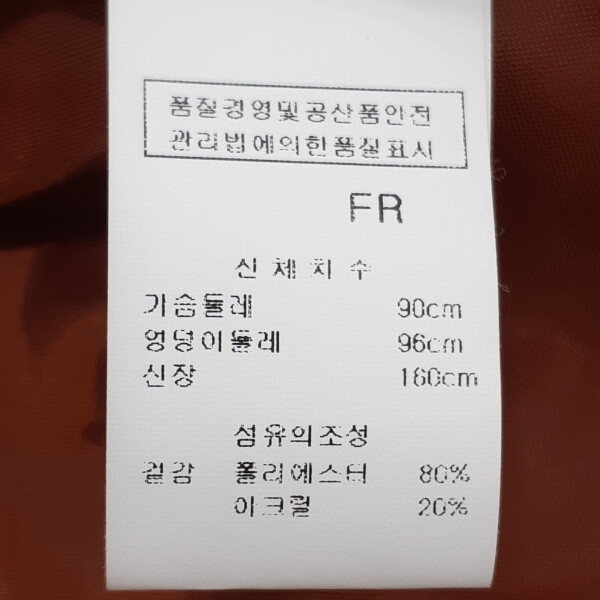 품질경영및공산품안전
관리법에의한품질표시
FR
신체치수
가슴둘레 90cm
엉덩이둘레 96cm
신장 160cm
섬유의조성
겉감 폴리에스터 80%
아크릴 20%